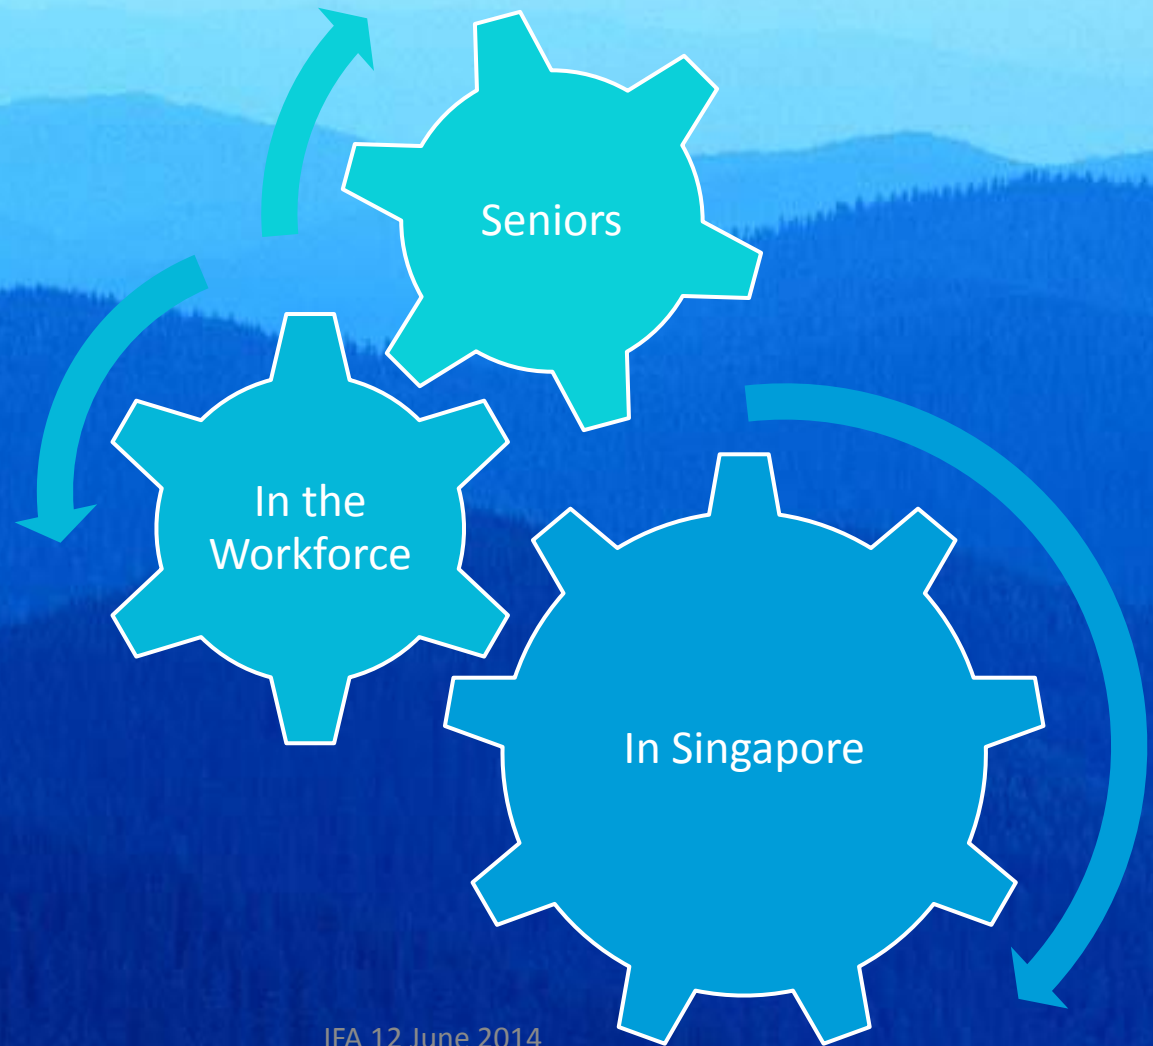 Seniors
In the
Workforce
In Singapore
IFA 12 June 2014